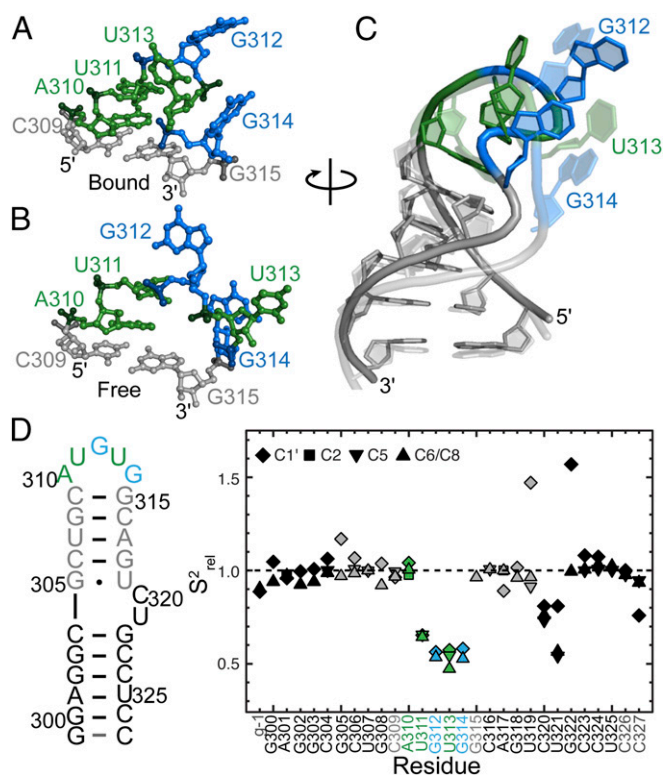 A
U313
G312
U311
A310
G314
C309
5'
3'
G315
Bound
B
G312
U311
U313
A310
C309
5'
G314
G315
3'
Free
C
G312
U313
G314
5'
3'
D
A U G U G
310
C G 315
G C
U A
C G
305 G U
C 320
U
C G
G C
G C
A U 325
G C
300 G C
C1' C2 C5 C6/C8
S²rel
1.5
1.0
0.5
g-1 G300 A301 G302 G303 C304 G305 C306 U307 G308 C309 A310 U311 G312 U313 G314 G315 C316 A317 G318 U319 C320 U321 G322 C323 C324 U325 C326 C327
Residue